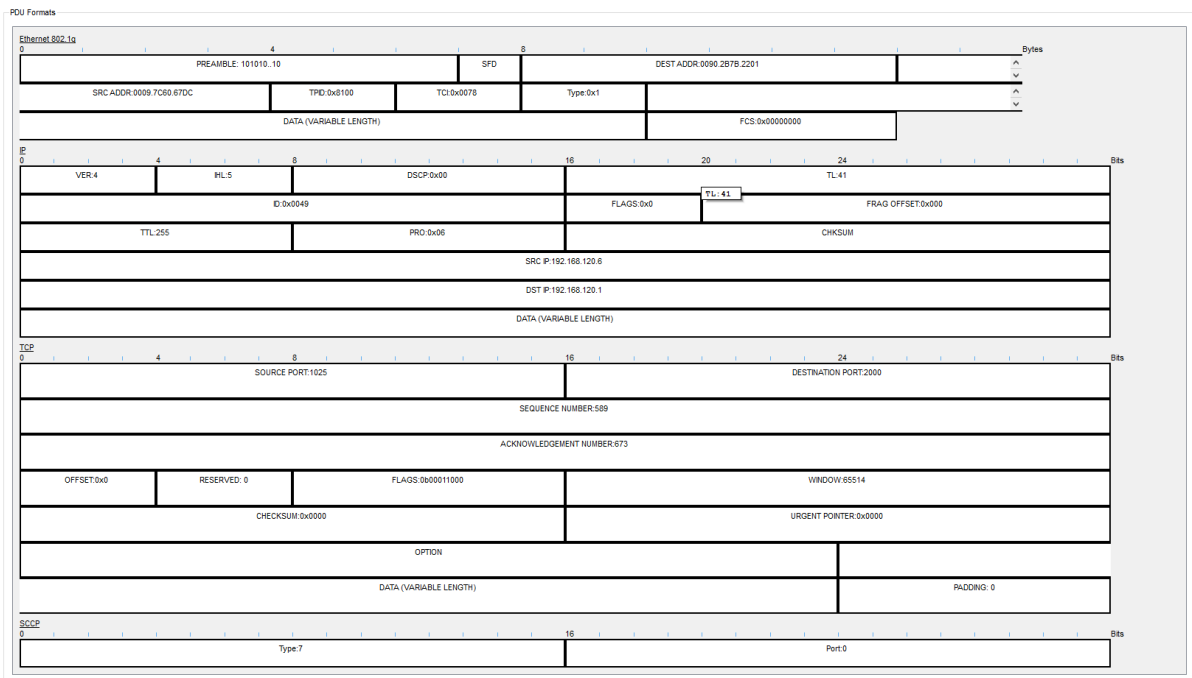 PDU Formats
Ethernet 802.1q
0 4 8 Bytes
PREAMBLE: 101010..10 SFD DEST ADDR:0090.2B7B.2201
SRC ADDR:0009.7C60.67DC TPID:0x8100 TCI:0x0078 Type:0x1
DATA (VARIABLE LENGTH) FCS:0x00000000
IP
0 4 8 16 20 24 Bits
VER:4 IHL:5 DSCP:0x00 TL:41
TL:41
ID:0x0049 FLAGS:0x0 FRAG OFFSET:0x000
TTL:255 PRO:0x06 CHKSUM
SRC IP:192.168.120.6
DST IP:192.168.120.1
DATA (VARIABLE LENGTH)
TCP
0 4 8 16 24 Bits
SOURCE PORT:1025 DESTINATION PORT:2000
SEQUENCE NUMBER:589
ACKNOWLEDGEMENT NUMBER:673
OFFSET:0x0 RESERVED: 0 FLAGS:0b00011000 WINDOW:65514
CHECKSUM:0x0000 URGENT POINTER:0x0000
OPTION
DATA (VARIABLE LENGTH) PADDING: 0
SCCP
0 16 Bits
Type:7 Port:0